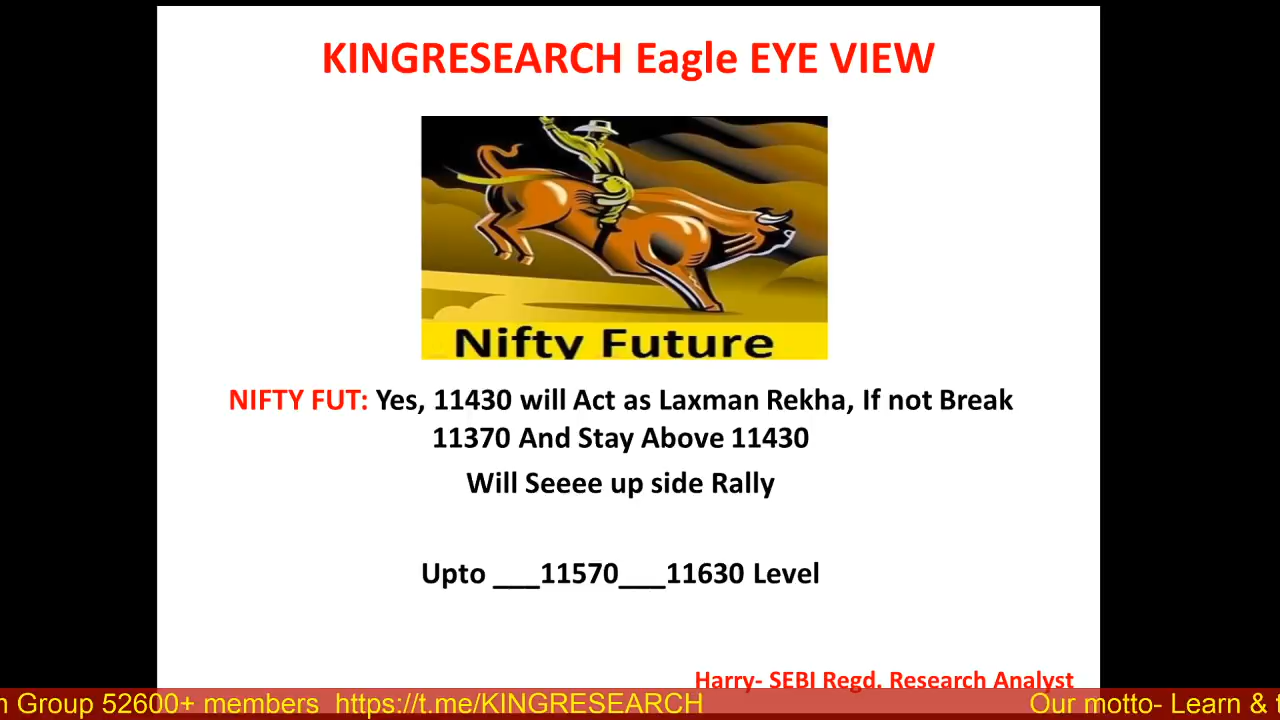 KINGRESEARCH Eagle EYE VIEW
Nifty Future
NIFTY FUT: Yes, 11430 will Act as Laxman Rekha, If not Break
11370 And Stay Above 11430
Will Seeee up side Rally
Upto ___11570___11630 Level
Harry- SEBI Regd. Research Analyst
Group 52600+ members https://t.me/KINGRESEARCH Our motto- Learn &